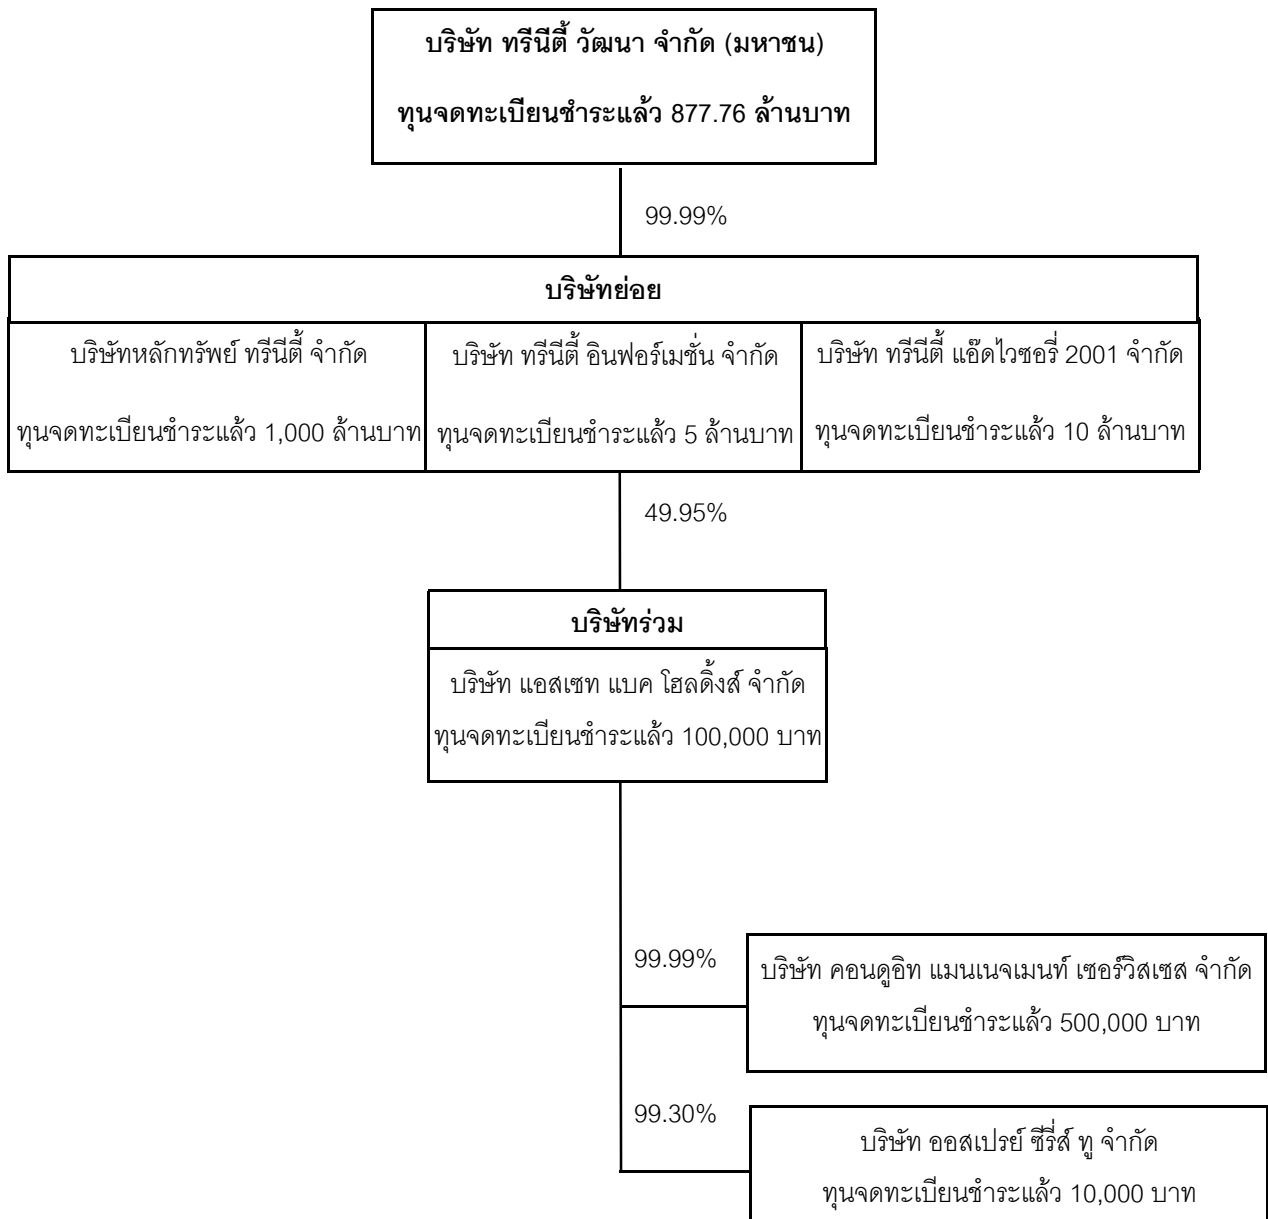 บริษัท ทรีนีตี้ วัฒนา จำกัด (มหาชน)
ทุนจดทะเบียนชำระแล้ว 877.76 ล้านบาท
99.99%
บริษัทย่อย
บริษัทหลักทรัพย์ ทรีนีตี้ จำกัด
ทุนจดทะเบียนชำระแล้ว 1,000 ล้านบาท
บริษัท ทรีนีตี้ อินฟอร์เมชั่น จำกัด
ทุนจดทะเบียนชำระแล้ว 5 ล้านบาท
บริษัท ทรีนีตี้ แอ๊ดไวซอรี่ 2001 จำกัด
ทุนจดทะเบียนชำระแล้ว 10 ล้านบาท
49.95%
บริษัทร่วม
บริษัท แอสเซท แบค โฮลดิ้งส์ จำกัด
ทุนจดทะเบียนชำระแล้ว 100,000 บาท
99.99%
บริษัท คอนดูอิท แมนเนจเมนท์ เซอร์วิสเซส จำกัด
ทุนจดทะเบียนชำระแล้ว 500,000 บาท
99.30%
บริษัท ออสเปรย์ ซีรี่ส์ ทู จำกัด
ทุนจดทะเบียนชำระแล้ว 10,000 บาท